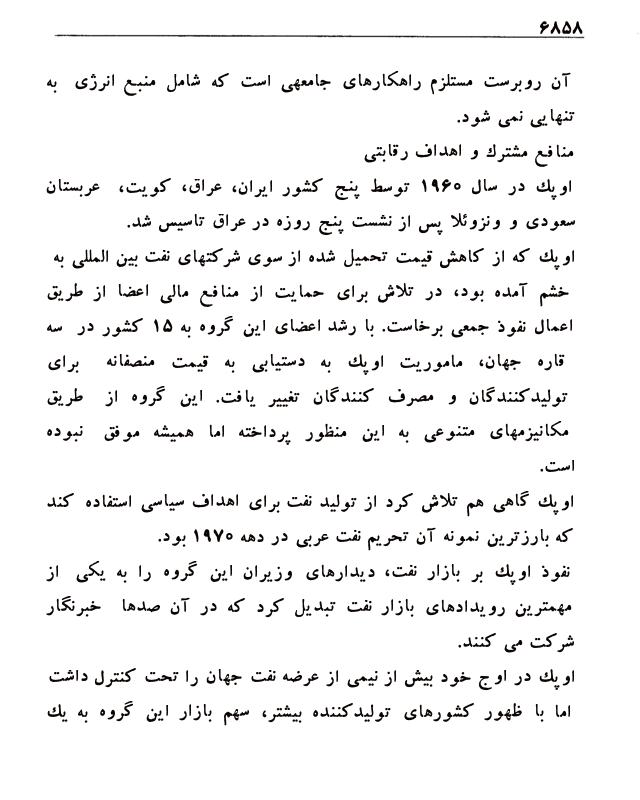 ۶۸۵۸
آن روبرست مستلزم راهکارهای جامعهی است که شامل منبع انرژی به
تنهایی نمی شود.
منافع مشترك و اهداف رقابتی
اوپك در سال ۱۹۶۰ توسط پنج کشور ایران، عراق، کویت، عربستان
سعودی و ونزوئلا پس از نشست پنج روزه در عراق تاسیس شد.
اوپك که از کاهش قیمت تحمیل شده از سوی شرکتهای نفت بین المللی به
خشم آمده بود، در تلاش برای حمایت از منافع مالی اعضا از طریق
اعمال نفوذ جمعی برخاست. با رشد اعضای این گروه به ۱۵ کشور در سه
قاره جهان، ماموریت اوپك به دستیابی به قیمت منصفانه برای
تولیدکنندگان و مصرف کنندگان تغییر یافت. این گروه از طریق
مکانیزمهای متنوعی به این منظور پرداخته اما همیشه موفق نبوده
است.
اوپك گاهی هم تلاش کرد از تولید نفت برای اهداف سیاسی استفاده کند
که بارزترین نمونه آن تحریم نفت عربی در دهه ۱۹۷۰ بود.
نفوذ اوپك بر بازار نفت، دیدارهای وزیران این گروه را به یکی از
مهمترین رویدادهای بازار نفت تبدیل کرد که در آن صدها خبرنگار
شرکت می کنند.
اوپك در اوج خود بیش از نیمی از عرضه نفت جهان را تحت کنترل داشت
اما با ظهور کشورهای تولیدکننده بیشتر، سهم بازار این گروه به یك